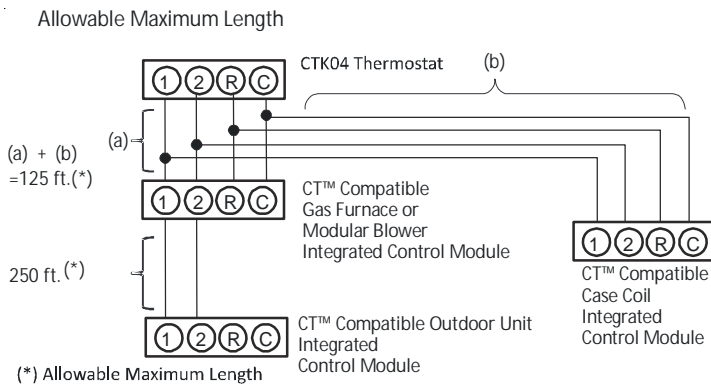 Allowable Maximum Length
1 2 R C
CTK04 Thermostat
(b)
(a)
(a) + (b)
=125 ft.(*)
1 2 R C
CT™ Compatible
Gas Furnace or
Modular Blower
Integrated Control Module
1 2 R C
CT™ Compatible
Case Coil
Integrated
Control Module
250 ft.(*)
1 2 R C
CT™ Compatible Outdoor Unit
Integrated
Control Module
(*) Allowable Maximum Length